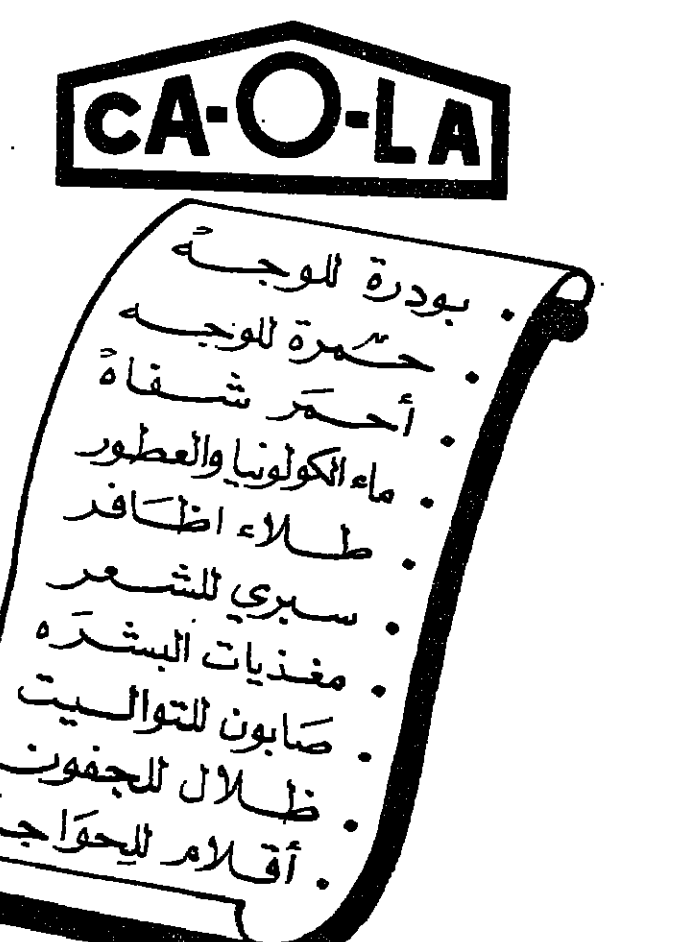 CA-O-LA
• بودرة للوجه
• حمرة للوجه
• أحمر شفاه
• ماء الكولونيا والعطور
• طلاء اظافر
• سبري للشعر
• مغذيات البشره
• صابون للتواليت
• ظلال للجفون
• أقلام للحواجـ